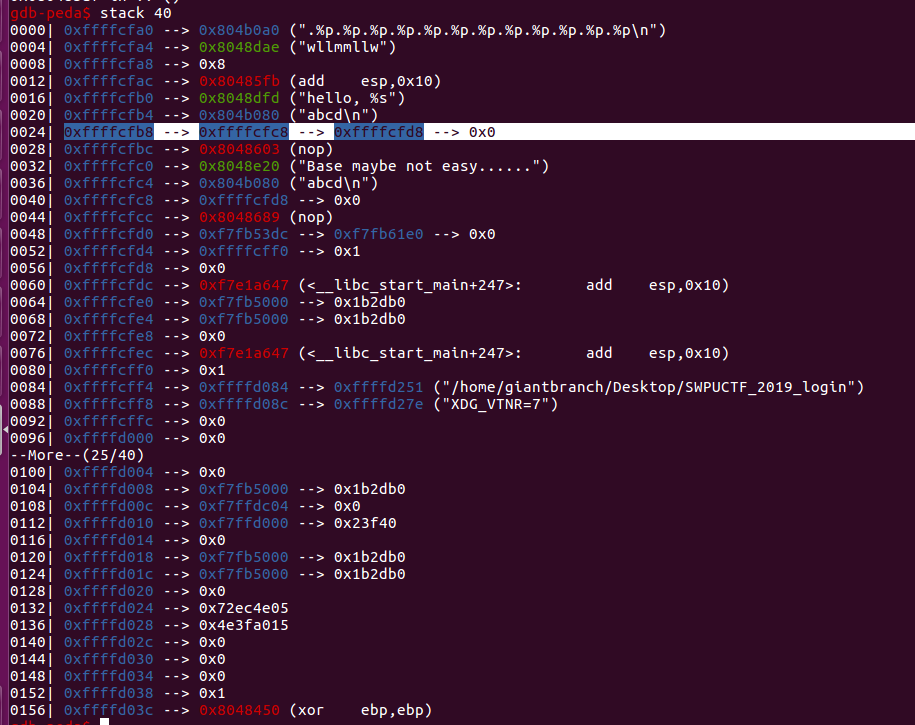 gdb-peda$ stack 40
0000| 0xffffcfa0 --> 0x804b0a0 (".%p.%p.%p.%p.%p.%p.%p.%p.%p.%p.%p.%p\n")
0004| 0xffffcfa4 --> 0x8048dae ("wllmmllw")
0008| 0xffffcfa8 --> 0x8
0012| 0xffffcfac --> 0x80485fb (add    esp,0x10)
0016| 0xffffcfb0 --> 0x8048dfd ("hello, %s")
0020| 0xffffcfb4 --> 0x804b080 ("abcd\n")
0024| 0xffffcfb8 --> 0xffffcfc8 --> 0xffffcfd8 --> 0x0
0028| 0xffffcfbc --> 0x8048603 (nop)
0032| 0xffffcfc0 --> 0x8048e20 ("Base maybe not easy......")
0036| 0xffffcfc4 --> 0x804b080 ("abcd\n")
0040| 0xffffcfc8 --> 0xffffcfd8 --> 0x0
0044| 0xffffcfcc --> 0x8048689 (nop)
0048| 0xffffcfd0 --> 0xf7fb53dc --> 0xf7fb61e0 --> 0x0
0052| 0xffffcfd4 --> 0xffffcff0 --> 0x1
0056| 0xffffcfd8 --> 0x0
0060| 0xffffcfdc --> 0xf7e1a647 (<__libc_start_main+247>:       add    esp,0x10)
0064| 0xffffcfe0 --> 0xf7fb5000 --> 0x1b2db0
0068| 0xffffcfe4 --> 0xf7fb5000 --> 0x1b2db0
0072| 0xffffcfe8 --> 0x0
0076| 0xffffcfec --> 0xf7e1a647 (<__libc_start_main+247>:       add    esp,0x10)
0080| 0xffffcff0 --> 0x1
0084| 0xffffcff4 --> 0xffffd084 --> 0xffffd251 ("/home/giantbranch/Desktop/SWPUCTF_2019_login")
0088| 0xffffcff8 --> 0xffffd08c --> 0xffffd27e ("XDG_VTNR=7")
0092| 0xffffcffc --> 0x0
0096| 0xffffd000 --> 0x0
--More--(25/40)
0100| 0xffffd004 --> 0x0
0104| 0xffffd008 --> 0xf7fb5000 --> 0x1b2db0
0108| 0xffffd00c --> 0xf7ffdc04 --> 0x0
0112| 0xffffd010 --> 0xf7ffd000 --> 0x23f40
0116| 0xffffd014 --> 0x0
0120| 0xffffd018 --> 0xf7fb5000 --> 0x1b2db0
0124| 0xffffd01c --> 0xf7fb5000 --> 0x1b2db0
0128| 0xffffd020 --> 0x0
0132| 0xffffd024 --> 0x72ec4e05
0136| 0xffffd028 --> 0x4e3fa015
0140| 0xffffd02c --> 0x0
0144| 0xffffd030 --> 0x0
0148| 0xffffd034 --> 0x0
0152| 0xffffd038 --> 0x1
0156| 0xffffd03c --> 0x8048450 (xor    ebp,ebp)
gdb-peda$